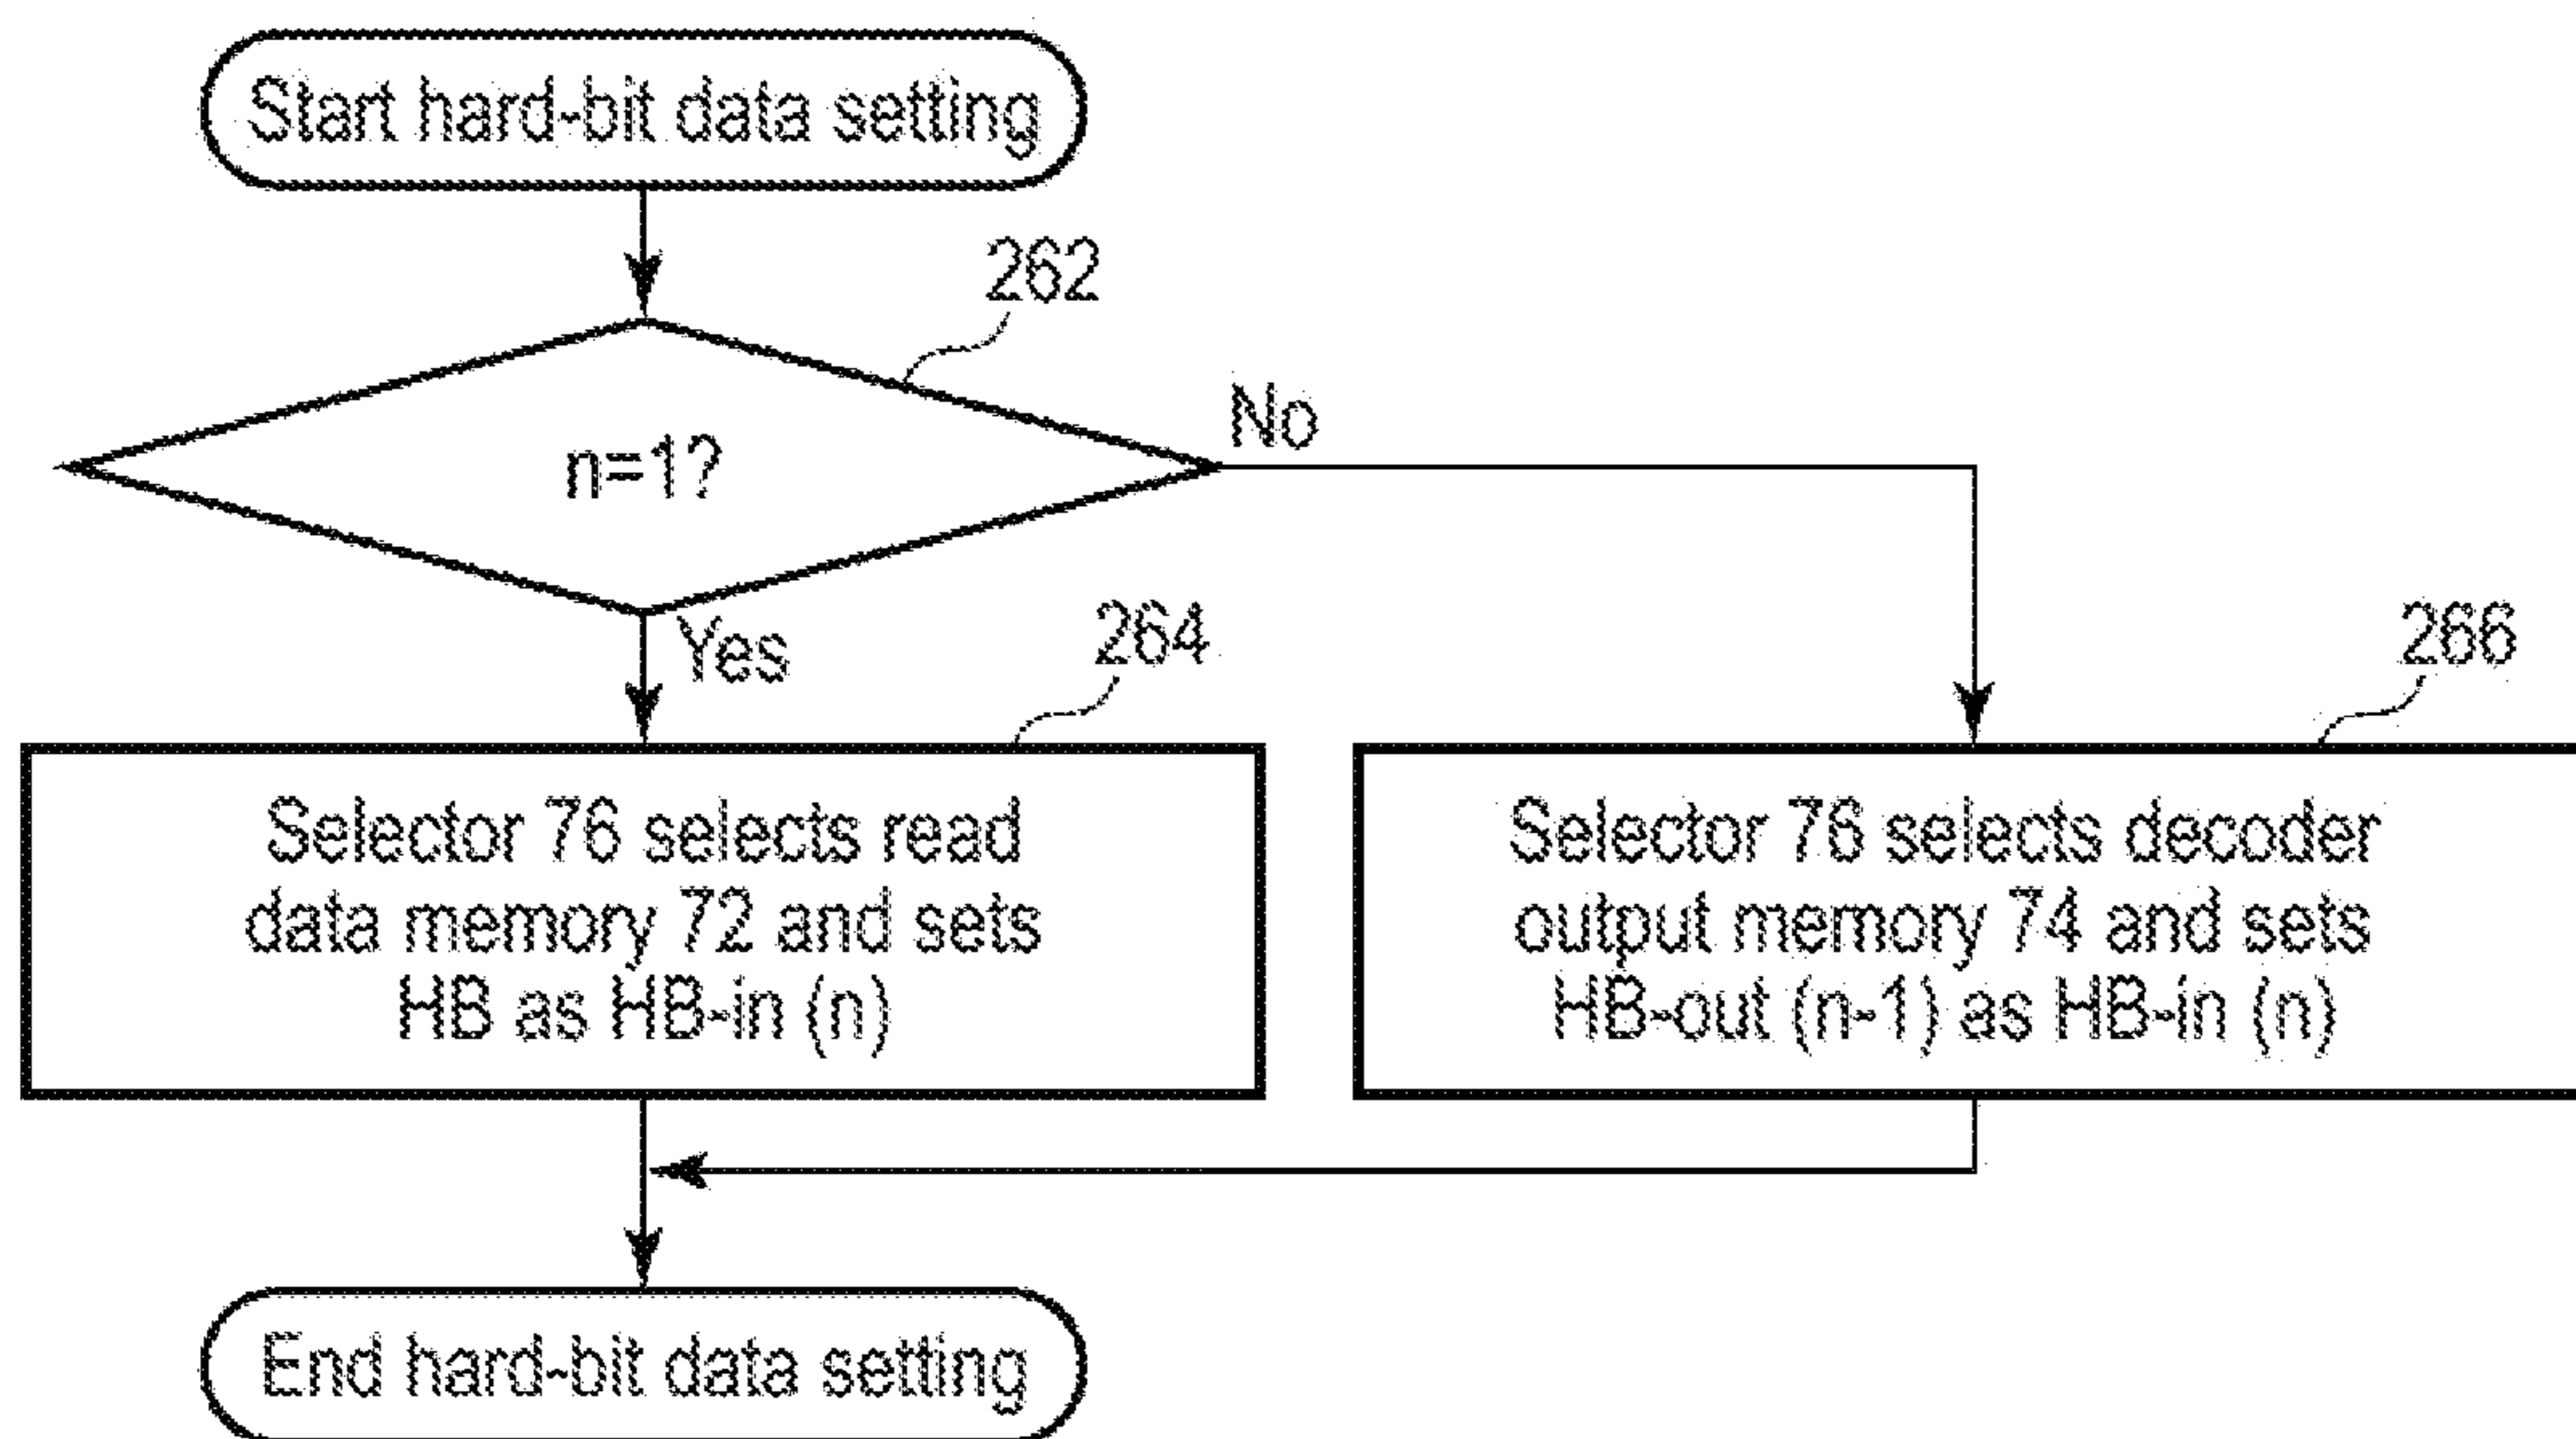 Start hard-bit data setting
262
n=1?
No
Yes
264
Selector 76 selects read
data memory 72 and sets
HB as HB-in (n)
266
Selector 76 selects decoder
output memory 74 and sets
HB-out (n-1) as HB-in (n)
End hard-bit data setting